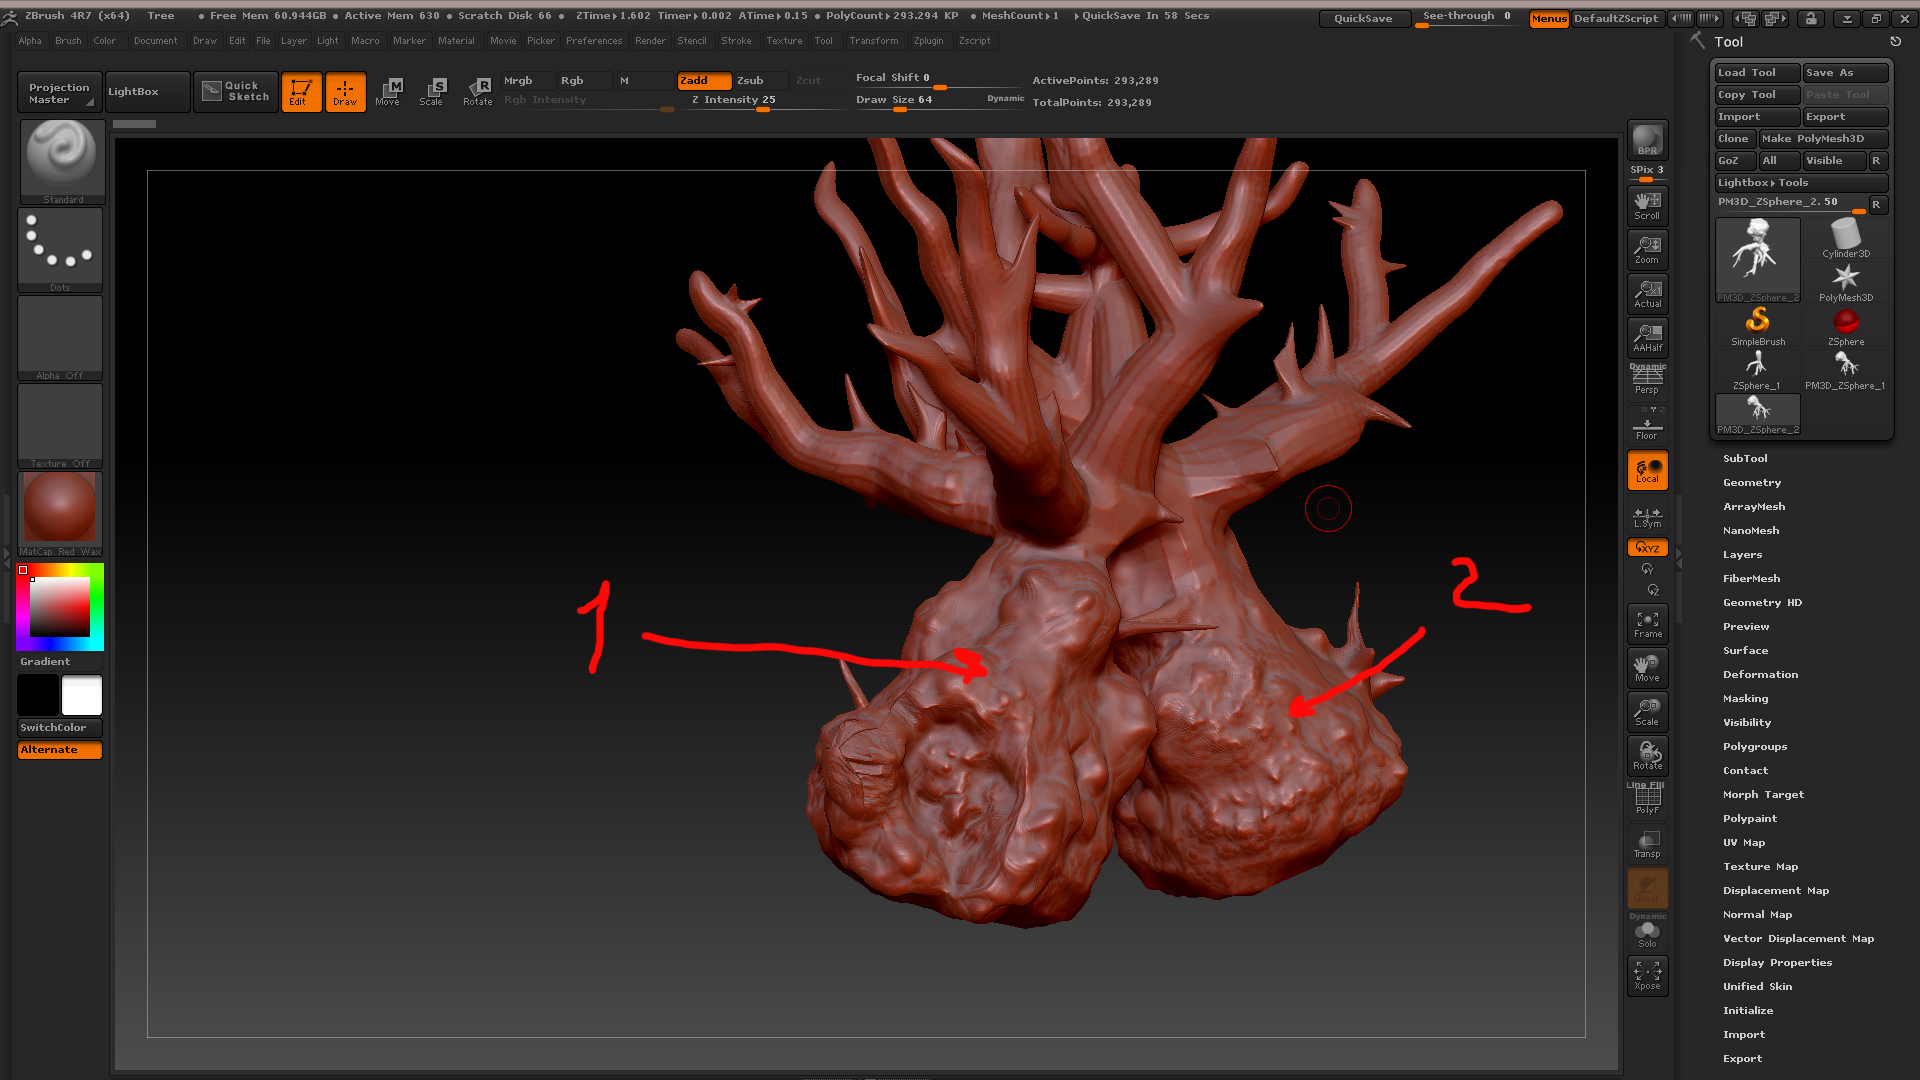 ZBrush 4R7 (x64) Tree • Free Mem 60.944GB • Active Mem 630 • Scratch Disk 66 • ZTime▸1.602 Timer▸0.002 ATime▸0.15 • PolyCount▸293.294 KP • MeshCount▸1 ▸QuickSave In 58 Secs QuickSave See-through 0 Menus DefaultZScript
Alpha Brush Color Document Draw Edit File Layer Light Macro Marker Material Movie Picker Preferences Render Stencil Stroke Texture Tool Transform Zplugin Zscript
Projection Master
LightBox
Quick Sketch
Edit
Draw
Move
Scale
Rotate
Mrgb Rgb M Zadd Zsub Zcut
Rgb Intensity Z Intensity 25
Focal Shift 0
Draw Size 64 Dynamic
ActivePoints: 293,289
TotalPoints: 293,289
Standard
Dots
Alpha Off
Texture Off
MatCap Red Wax
Gradient
SwitchColor
Alternate
1
2
BPR
SPix 3
Scroll
Zoom
Actual
AAHalf
Dynamic
Persp
Floor
Local
L.Sym
XYZ
Y
Z
Frame
Move
Scale
Rotate
Line Fill
PolyF
Transp
Ghost
Dynamic
Solo
Xpose
Tool
Load Tool Save As
Copy Tool Paste Tool
Import Export
Clone Make PolyMesh3D
GoZ All Visible R
Lightbox▸Tools
PM3D_ZSphere_2. 50 R
PM3D_ZSphere_2
Cylinder3D
PolyMesh3D
SimpleBrush ZSphere
ZSphere_1 PM3D_ZSphere_1
PM3D_ZSphere_2
SubTool
Geometry
ArrayMesh
NanoMesh
Layers
FiberMesh
Geometry HD
Preview
Surface
Deformation
Masking
Visibility
Polygroups
Contact
Morph Target
Polypaint
UV Map
Texture Map
Displacement Map
Normal Map
Vector Displacement Map
Display Properties
Unified Skin
Initialize
Import
Export